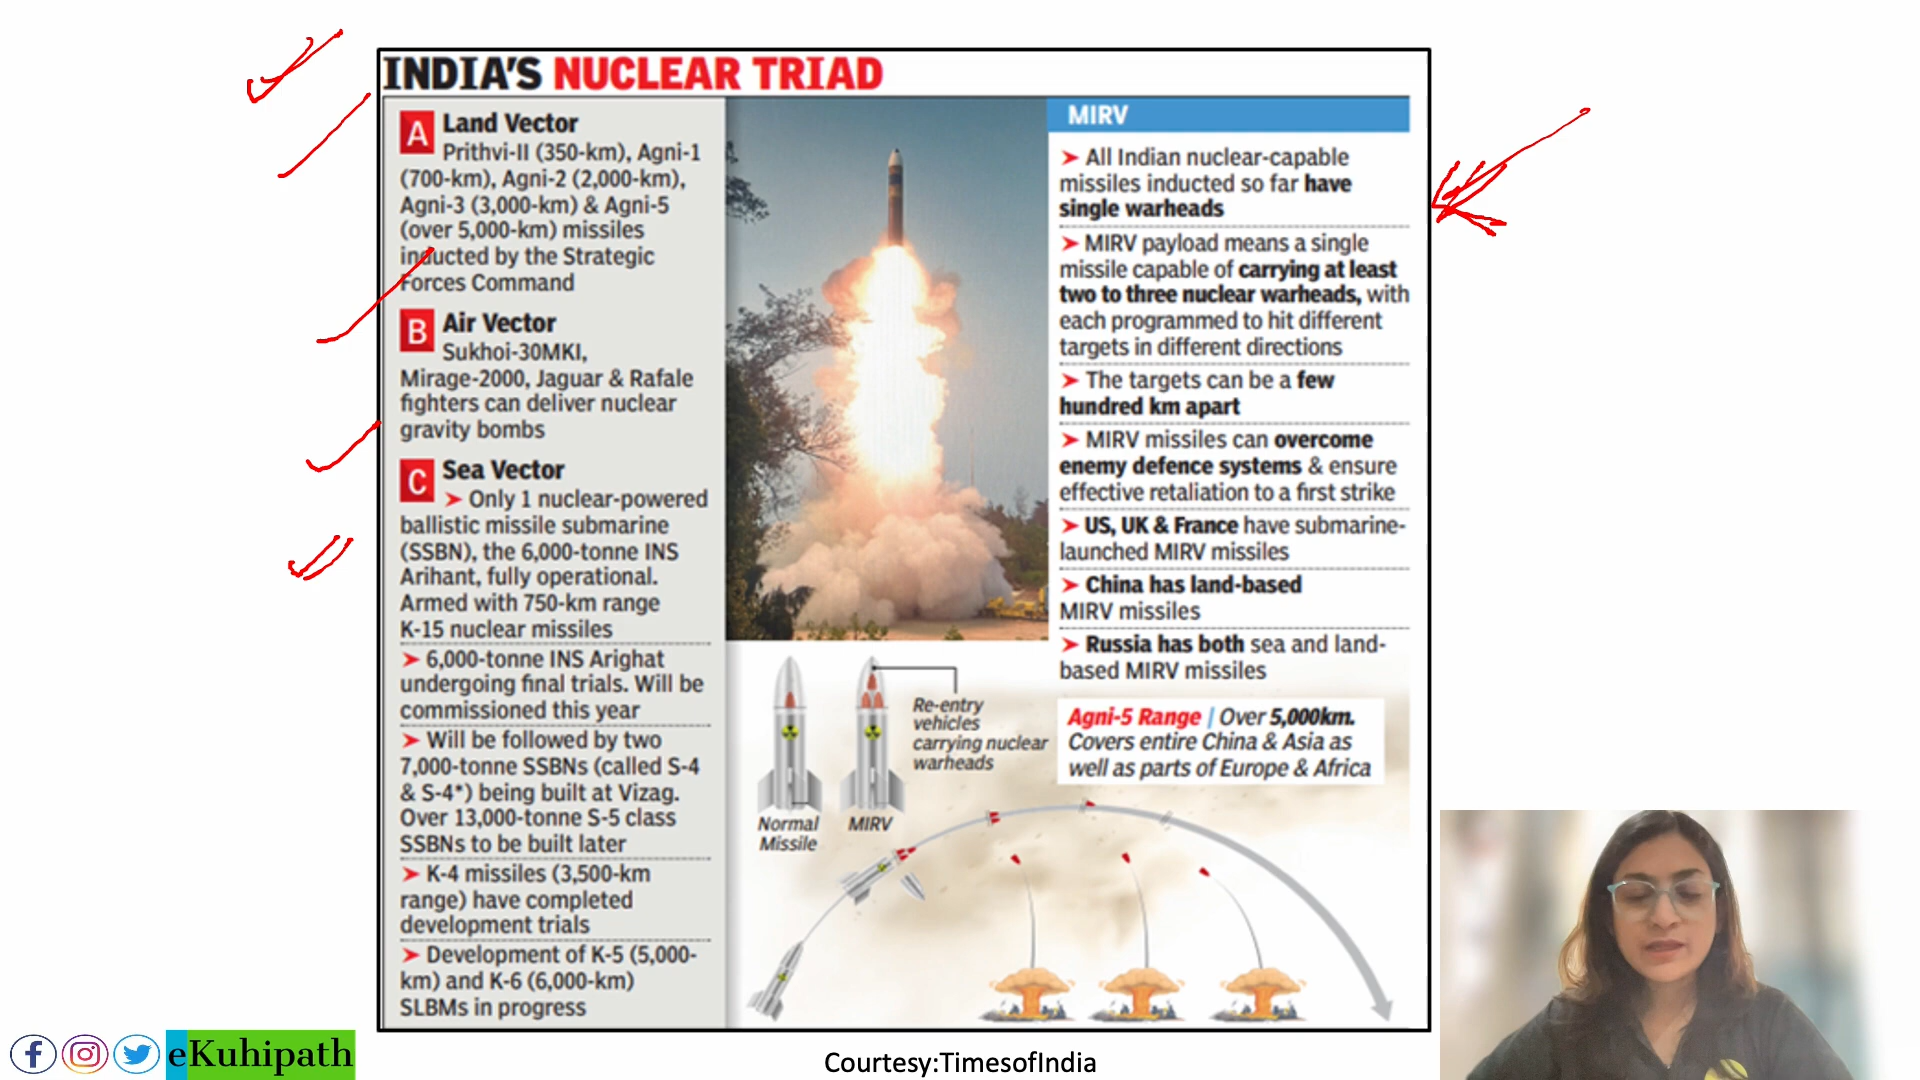 INDIA'S NUCLEAR TRIAD
A Land Vector
Prithvi-II (350-km), Agni-1
(700-km), Agni-2 (2,000-km),
Agni-3 (3,000-km) & Agni-5
(over 5,000-km) missiles
inducted by the Strategic
Forces Command
B Air Vector
Sukhoi-30MKI,
Mirage-2000, Jaguar & Rafale
fighters can deliver nuclear
gravity bombs
C Sea Vector
➤ Only 1 nuclear-powered
ballistic missile submarine
(SSBN), the 6,000-tonne INS
Arihant, fully operational.
Armed with 750-km range
K-15 nuclear missiles
➤ 6,000-tonne INS Arighat
undergoing final trials. Will be
commissioned this year
➤ Will be followed by two
7,000-tonne SSBNs (called S-4
& S-4*) being built at Vizag.
Over 13,000-tonne S-5 class
SSBNs to be built later
➤ K-4 missiles (3,500-km
range) have completed
development trials
➤ Development of K-5 (5,000-
km) and K-6 (6,000-km)
SLBMs in progress
MIRV
➤ All Indian nuclear-capable
missiles inducted so far have
single warheads
➤ MIRV payload means a single
missile capable of carrying at least
two to three nuclear warheads, with
each programmed to hit different
targets in different directions
➤ The targets can be a few
hundred km apart
➤ MIRV missiles can overcome
enemy defence systems & ensure
effective retaliation to a first strike
➤ US, UK & France have submarine-
launched MIRV missiles
➤ China has land-based
MIRV missiles
➤ Russia has both sea and land-
based MIRV missiles
Agni-5 Range | Over 5,000km.
Covers entire China & Asia as
well as parts of Europe & Africa
Re-entry
vehicles
carrying nuclear
warheads
Normal
Missile
MIRV
eKuhipath
Courtesy:TimesofIndia